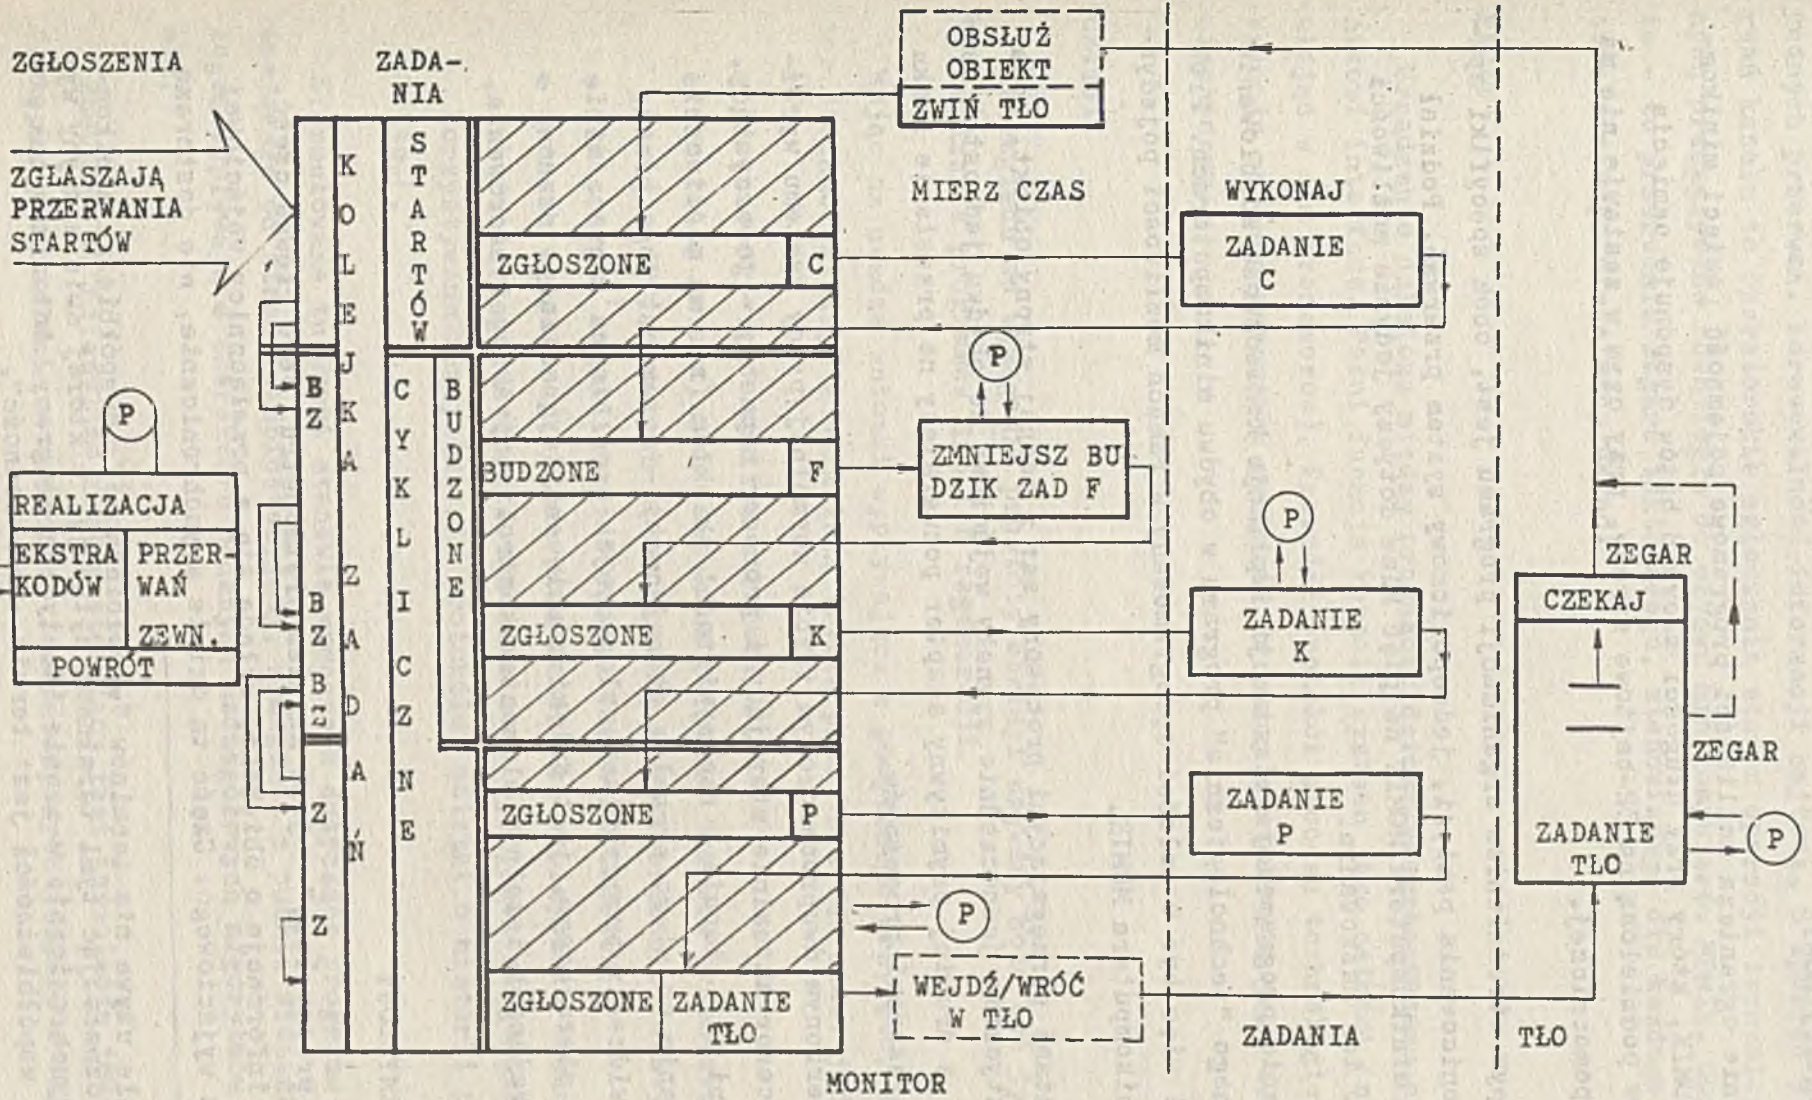 ZGŁOSZENIA
ZGŁASZAJĄ
PRZERWANIA
STARTÓW
P
REALIZACJA
EKSTRA
KODÓW
PRZER-
WAŃ
ZEWN.
POWRÓT
BZ
BZ
BZ
Z
Z
KOLEJKA ZADAŃ
ZADA-
NIA
STARTÓW
CYKLICZNE
BUDZONE
ZGŁOSZONE C
BUDZONE F
ZGŁOSZONE K
ZGŁOSZONE P
ZGŁOSZONE
ZADANIE
TŁO
OBSŁUŻ
OBIEKT
ZWIŃ TŁO
MIERZ CZAS
P
ZMNIEJSZ BU
DZIK ZAD F
P
WEJDŹ/WRÓĆ
W TŁO
MONITOR
WYKONAJ
ZADANIE
C
P
ZADANIE
K
ZADANIE
P
ZADANIA
ZEGAR
CZEKAJ
ZEGAR
ZADANIE
TŁO
P
TŁO